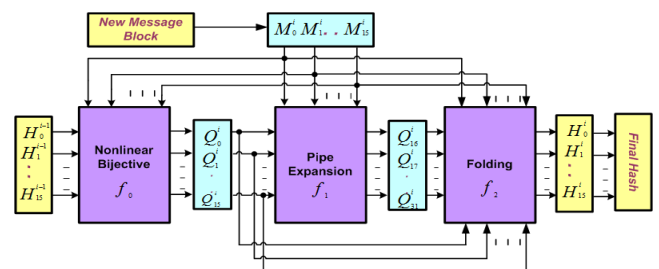 New Message
Block
M₀ⁱ M₁ⁱ . . M₁₅ⁱ
H₀ⁱ⁻¹
H₁ⁱ⁻¹
:
H₁₅ⁱ⁻¹
Nonlinear
Bijective
f₀
Q₀ⁱ
Q₁ⁱ
.
Q₁₅ⁱ
Pipe
Expansion
f₁
Q₁₆ⁱ
Q₁₇ⁱ
.
Q₃₁ⁱ
Folding
f₂
H₀ⁱ
H₁ⁱ
:
H₁₅ⁱ
Final Hash